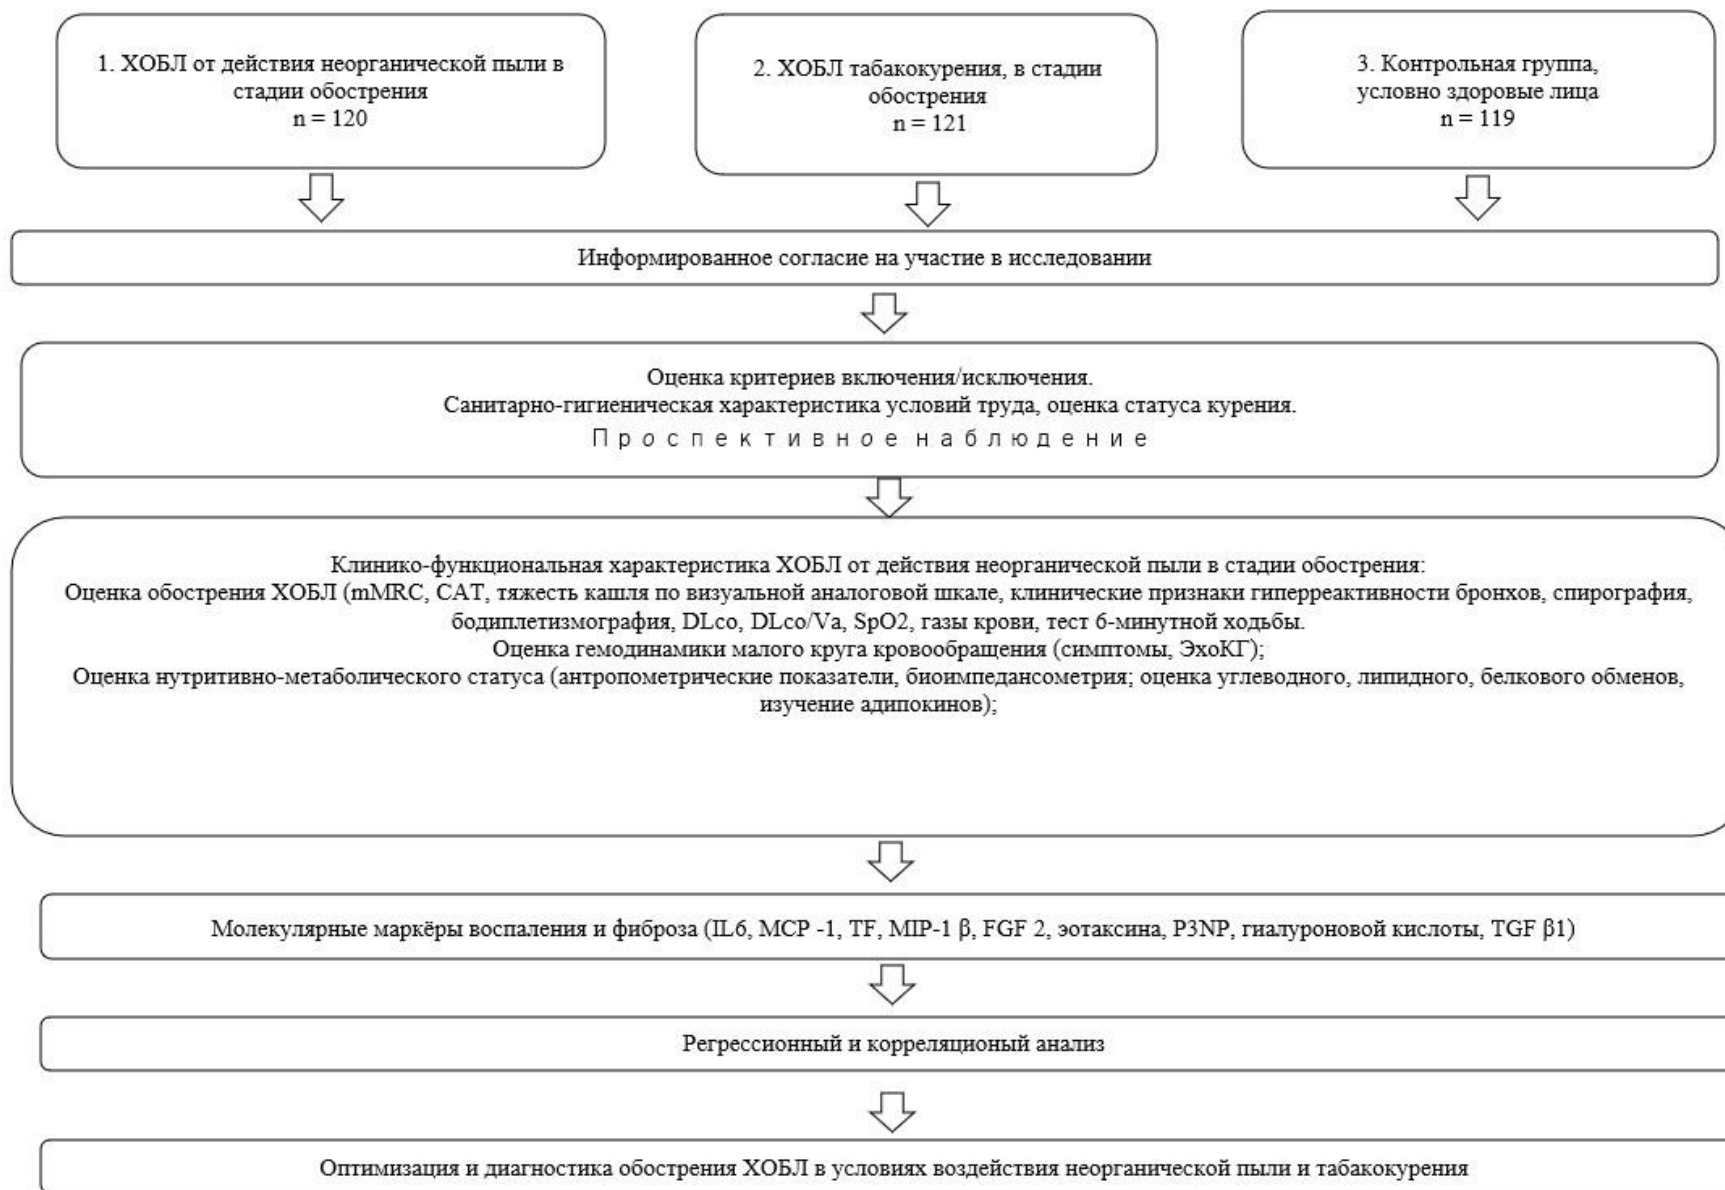 1. ХОБЛ от действия неорганической пыли в
стадии обострения
n = 120
2. ХОБЛ табакокурения, в стадии
обострения
n = 121
3. Контрольная группа,
условно здоровые лица
n = 119
Информированное согласие на участие в исследовании
Оценка критериев включения/исключения.
Санитарно-гигиеническая характеристика условий труда, оценка статуса курения.
Проспективное наблюдение
Клинико-функциональная характеристика ХОБЛ от действия неорганической пыли в стадии обострения:
Оценка обострения ХОБЛ (mMRC, CAT, тяжесть кашля по визуальной аналоговой шкале, клинические признаки гиперреактивности бронхов, спирография,
бодиплетизмография, DLco, DLco/Va, SpO2, газы крови, тест 6-минутной ходьбы.
Оценка гемодинамики малого круга кровообращения (симптомы, ЭхоКГ);
Оценка нутритивно-метаболического статуса (антропометрические показатели, биоимпедансометрия; оценка углеводного, липидного, белкового обменов,
изучение адипокинов);
Молекулярные маркёры воспаления и фиброза (IL6, MCP -1, TF, MIP-1 β, FGF 2, эотаксина, P3NP, гиалуроновой кислоты, TGF β1)
Регрессионный и корреляционый анализ
Оптимизация и диагностика обострения ХОБЛ в условиях воздействия неорганической пыли и табакокурения